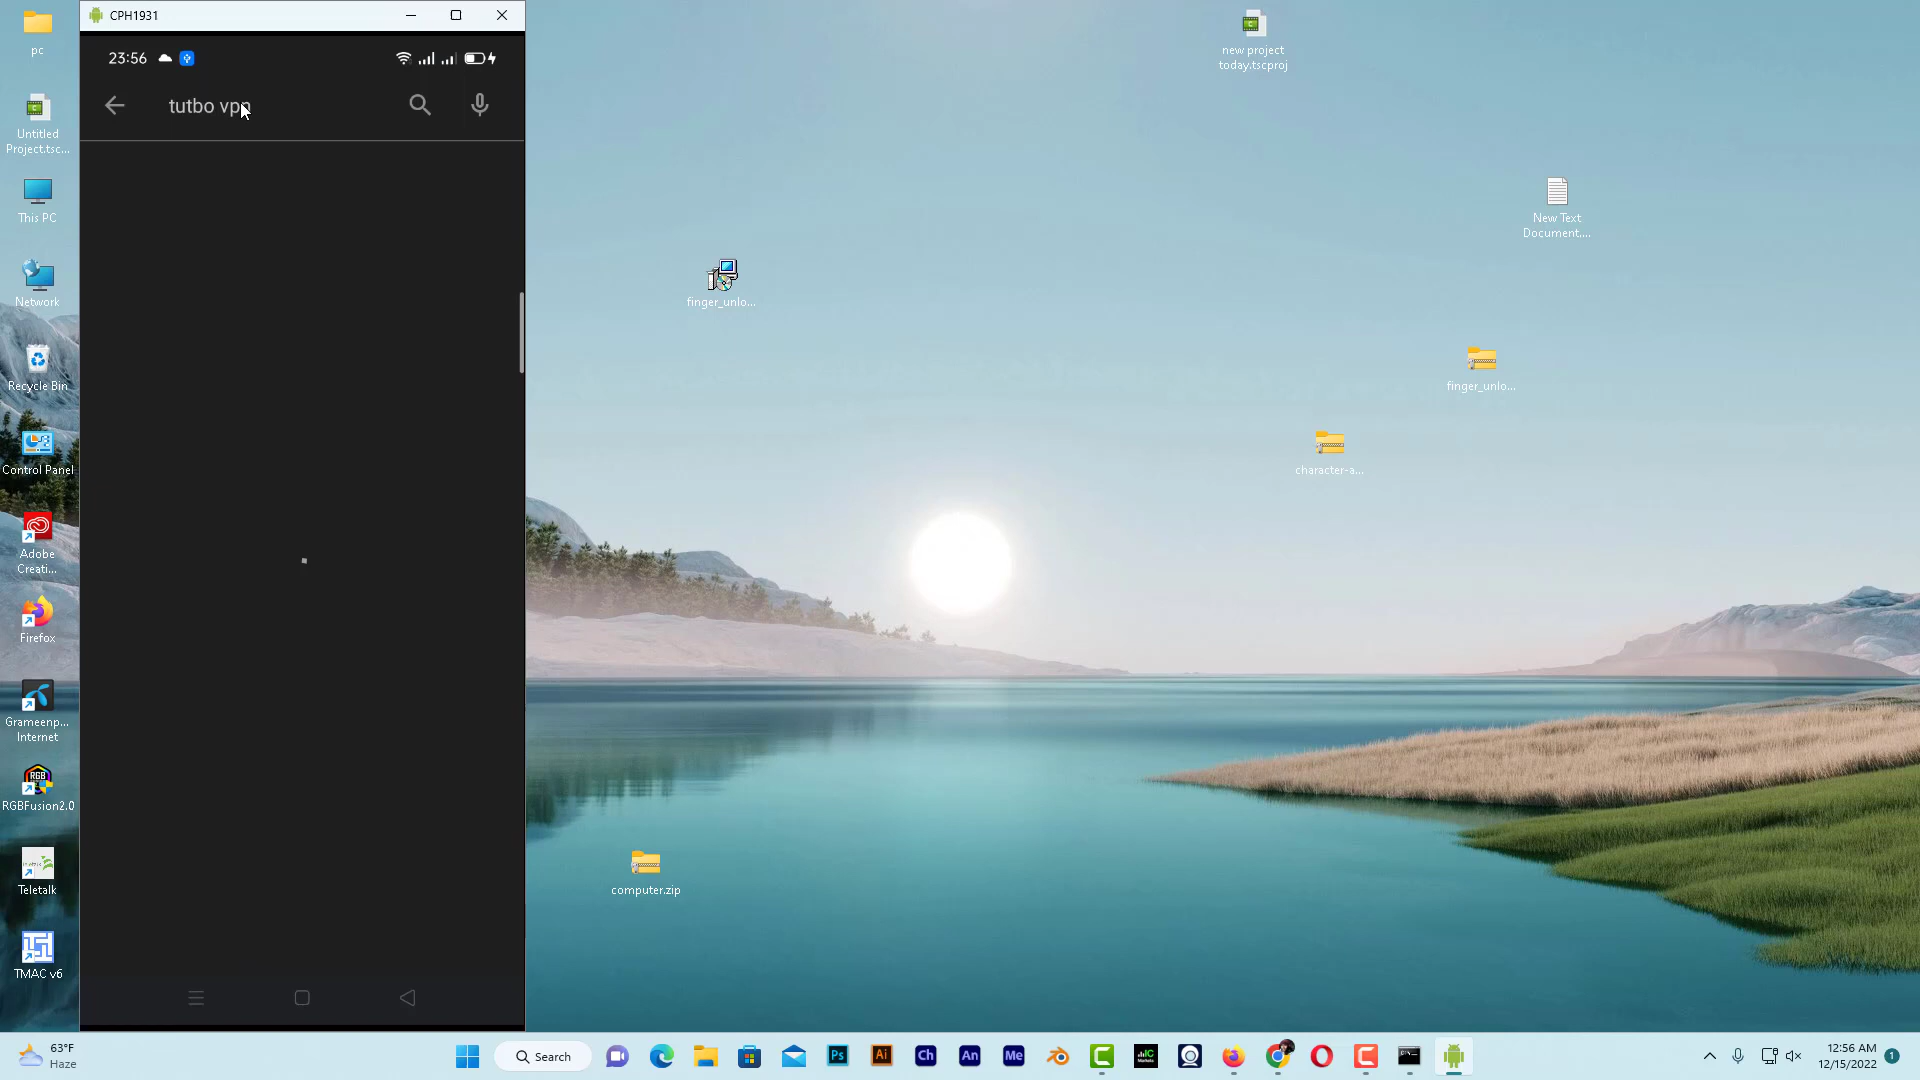 CPH1931
23:56
tutbo vpn
pc
Untitled
Project.tsc...
This PC
Network
Recycle Bin
Control Panel
Adobe
Creati...
Firefox
Grameenp...
Internet
RGB
RGBFusion2.0
Teletalk
TMAC v6
new project
today.tscproj
New Text
Document....
finger_unlo...
finger_unlo...
character-a...
computer.zip
63°F
Haze
Search
Ps
Ai
Ch
An
Me
12:56 AM
12/15/2022
1